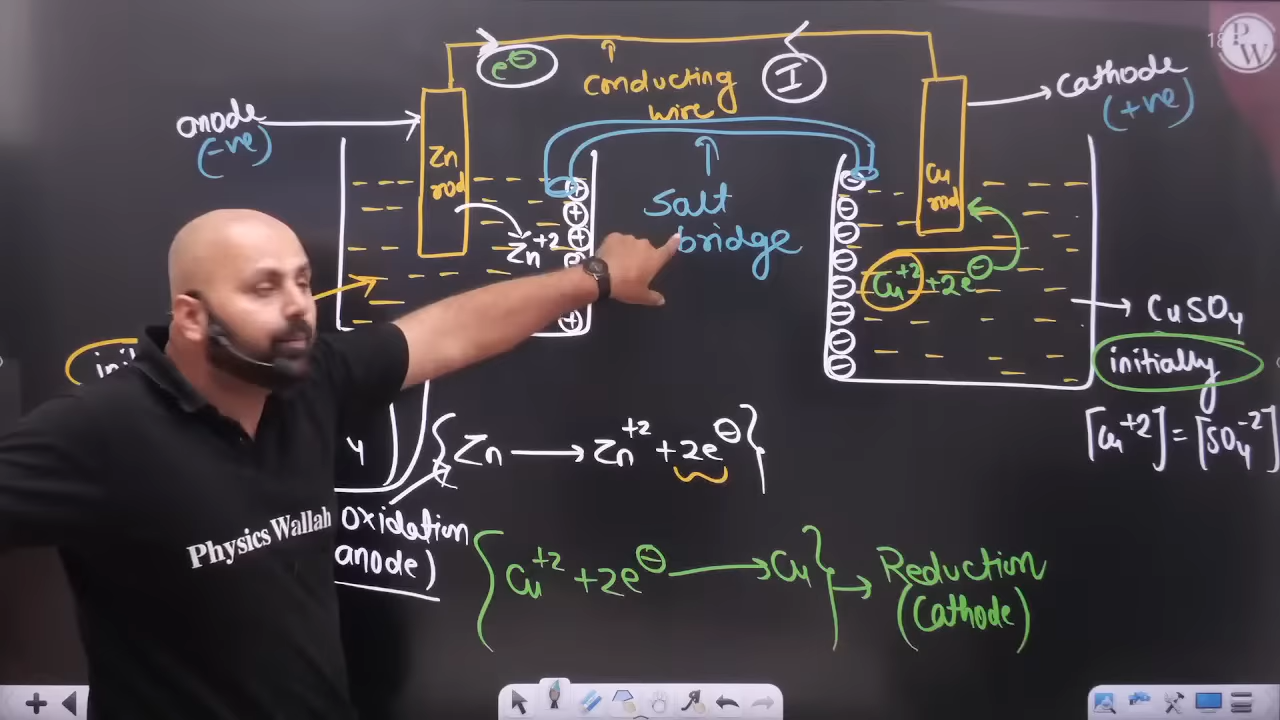 e⊖
I
conducting
wire
anode
(-ve)
cathode
(+ve)
PW
18
Zn
rod
Cu
rod
Salt
bridge
Zn+2
Cu+2 +2e⊖
CuSO4
initially
[Cu+2] = [SO4-2]
{Zn ⟶ Zn+2 +2e⊖}
oxidation
anode)
{Cu+2 +2e⊖ ⟶ Cu} → Reduction
(Cathode)
Physics Wallah